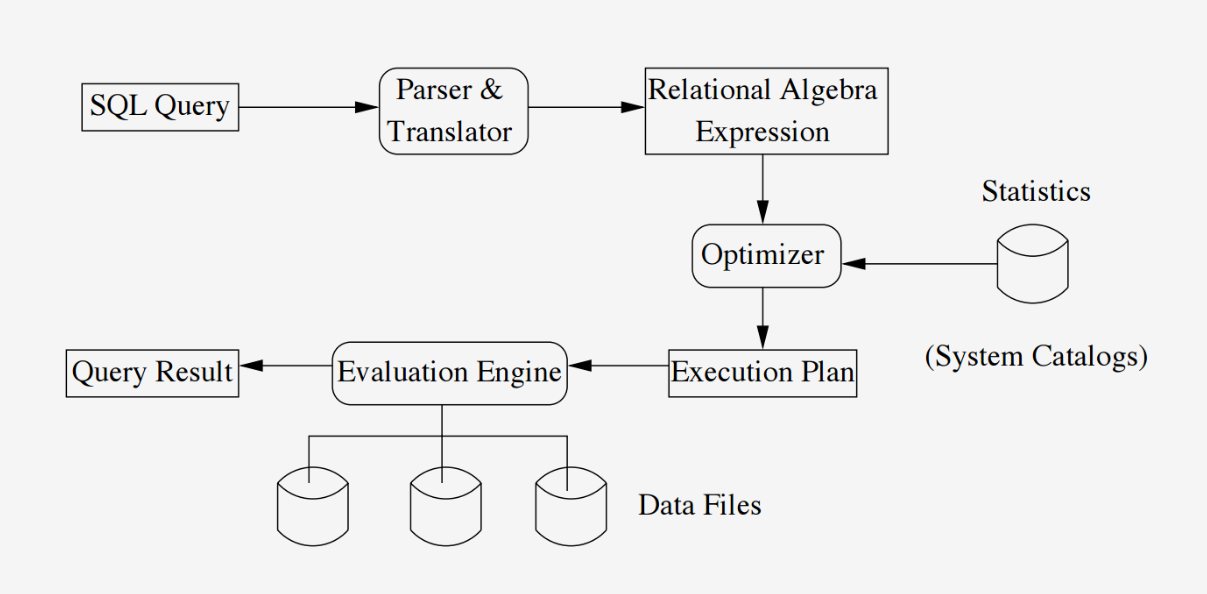 SQL Query
Parser &
Translator
Relational Algebra
Expression
Statistics
Optimizer
(System Catalogs)
Query Result
Evaluation Engine
Execution Plan
Data Files